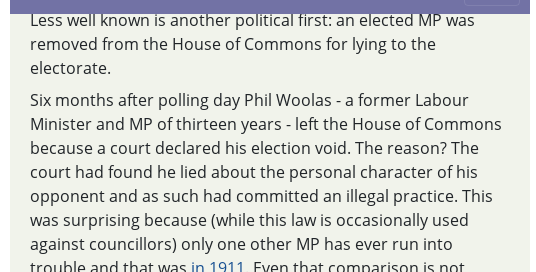 Less well known is another political first: an elected MP was
removed from the House of Commons for lying to the
electorate.
Six months after polling day Phil Woolas - a former Labour
Minister and MP of thirteen years - left the House of Commons
because a court declared his election void. The reason? The
court had found he lied about the personal character of his
opponent and as such had committed an illegal practice. This
was surprising because (while this law is occasionally used
against councillors) only one other MP has ever run into
trouble and that was in 1911. Even that comparison is not